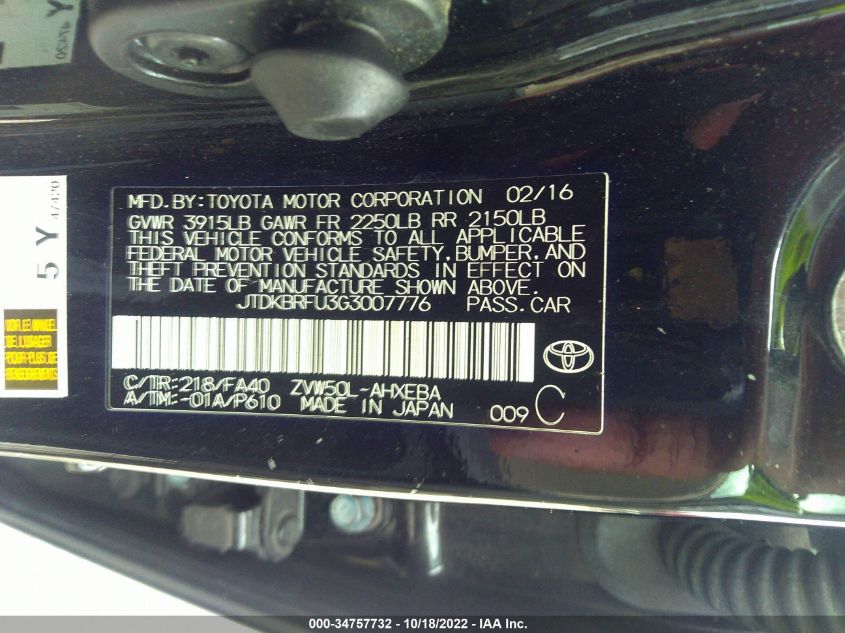 MFD.BY:TOYOTA MOTOR CORPORATION 02/16
GVWR 3915LB GAWR FR 2250LB RR 2150LB
THIS VEHICLE CONFORMS TO ALL APPLICABLE
FEDERAL MOTOR VEHICLE SAFETY,BUMPER,AND
THEFT PREVENTION STANDARDS IN EFFECT ON
THE DATE OF MANUFACTURE SHOWN ABOVE.
JTDKBRFU3G3007776 PASS.CAR
C/TR:218/FA40 ZVW50L-AHXEBA
A/TM:-01A/P610 MADE IN JAPAN 009 C
5 Y
4/420
000-34757732 - 10/18/2022 - IAA Inc.